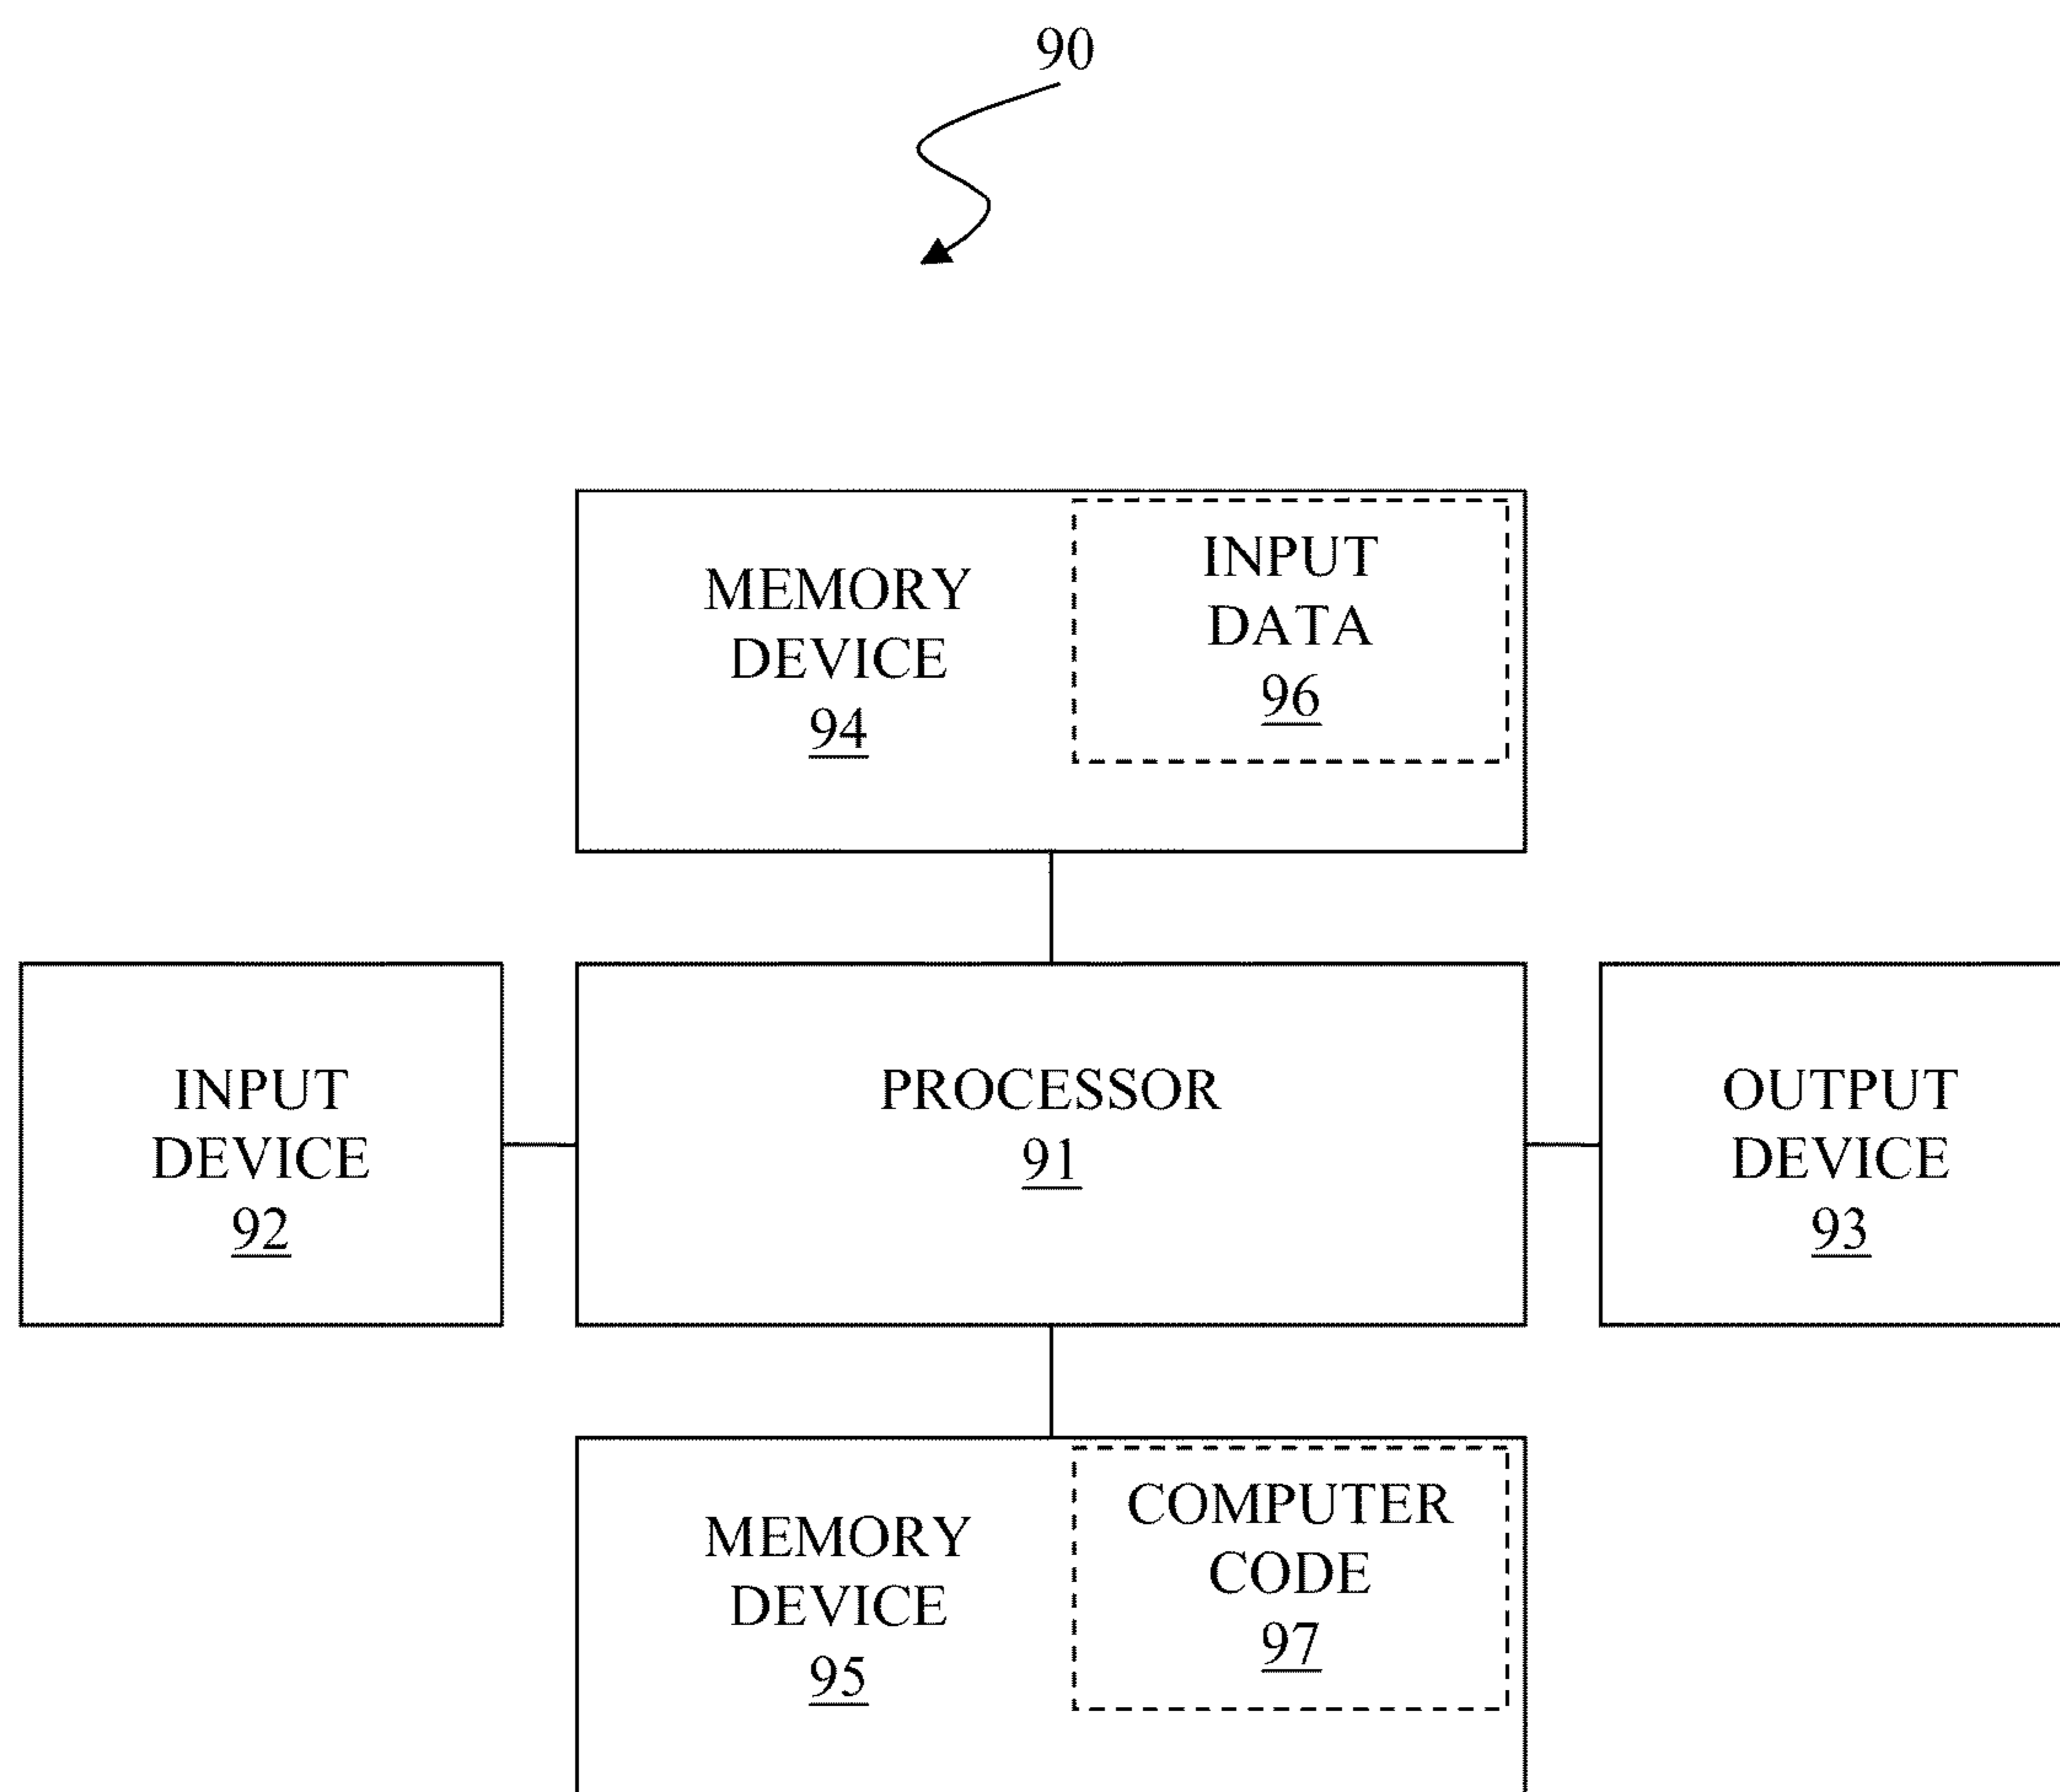 90
MEMORY
DEVICE
94
INPUT
DATA
96
INPUT
DEVICE
92
PROCESSOR
91
OUTPUT
DEVICE
93
MEMORY
DEVICE
95
COMPUTER
CODE
97